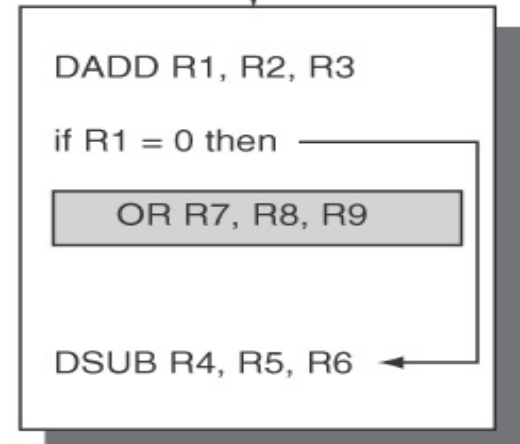 DADD R1, R2, R3
if R1 = 0 then
OR R7, R8, R9
DSUB R4, R5, R6